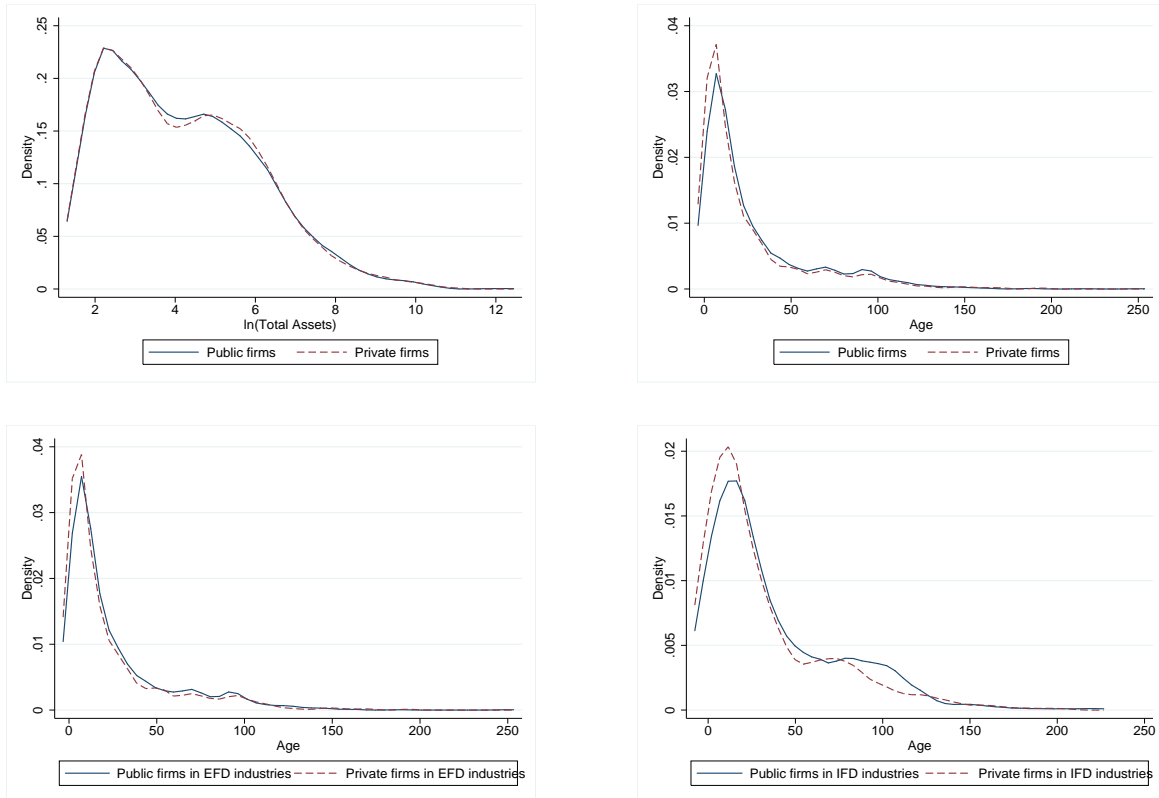 .25
.2
.15
.1
.05
0
Density
2 4 6 8 10 12
ln(Total Assets)
Public firms Private firms
.04
.03
.02
.01
0
Density
0 50 100 150 200 250
Age
Public firms Private firms
.04
.03
.02
.01
0
Density
0 50 100 150 200 250
Age
Public firms in EFD industries Private firms in EFD industries
.02
.015
.01
.005
0
Density
0 50 100 150 200 250
Age
Public firms in IFD industries Private firms in IFD industries